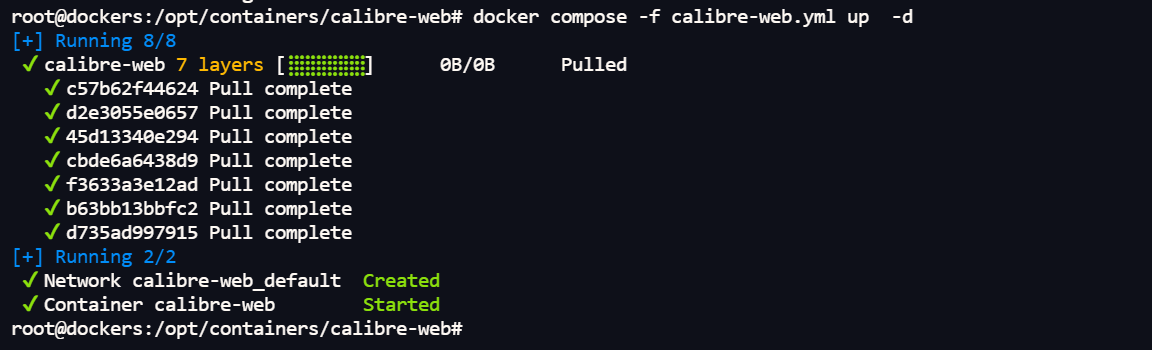 root@dockers:/opt/containers/calibre-web# docker compose -f calibre-web.yml up  -d
[+] Running 8/8
✓ calibre-web 7 layers [⣿⣿⣿⣿⣿⣿⣿]      0B/0B      Pulled
✓ c57b62f44624 Pull complete
✓ d2e3055e0657 Pull complete
✓ 45d13340e294 Pull complete
✓ cbde6a6438d9 Pull complete
✓ f3633a3e12ad Pull complete
✓ b63bb13bbfc2 Pull complete
✓ d735ad997915 Pull complete
[+] Running 2/2
✓ Network calibre-web_default  Created
✓ Container calibre-web        Started
root@dockers:/opt/containers/calibre-web#